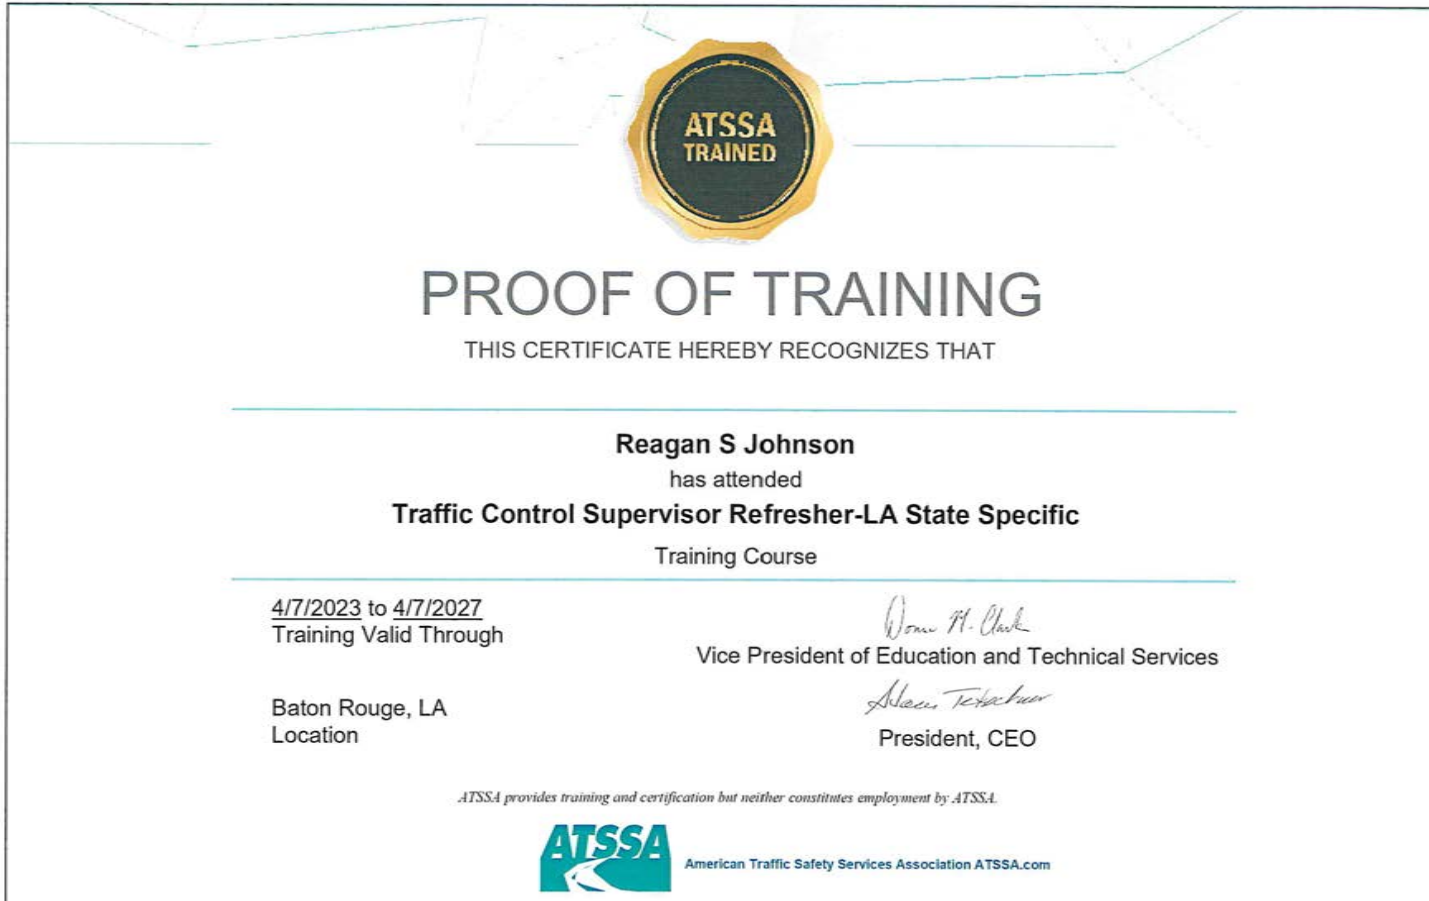 ATSSA
TRAINED
PROOF OF TRAINING
THIS CERTIFICATE HEREBY RECOGNIZES THAT
Reagan S Johnson
has attended
Traffic Control Supervisor Refresher-LA State Specific
Training Course
4/7/2023 to 4/7/2027
Training Valid Through
Donna M. Clark
Vice President of Education and Technical Services
Baton Rouge, LA
Location
President, CEO
ATSSA provides training and certification but neither constitutes employment by ATSSA.
ATSSA
American Traffic Safety Services Association ATSSA.com